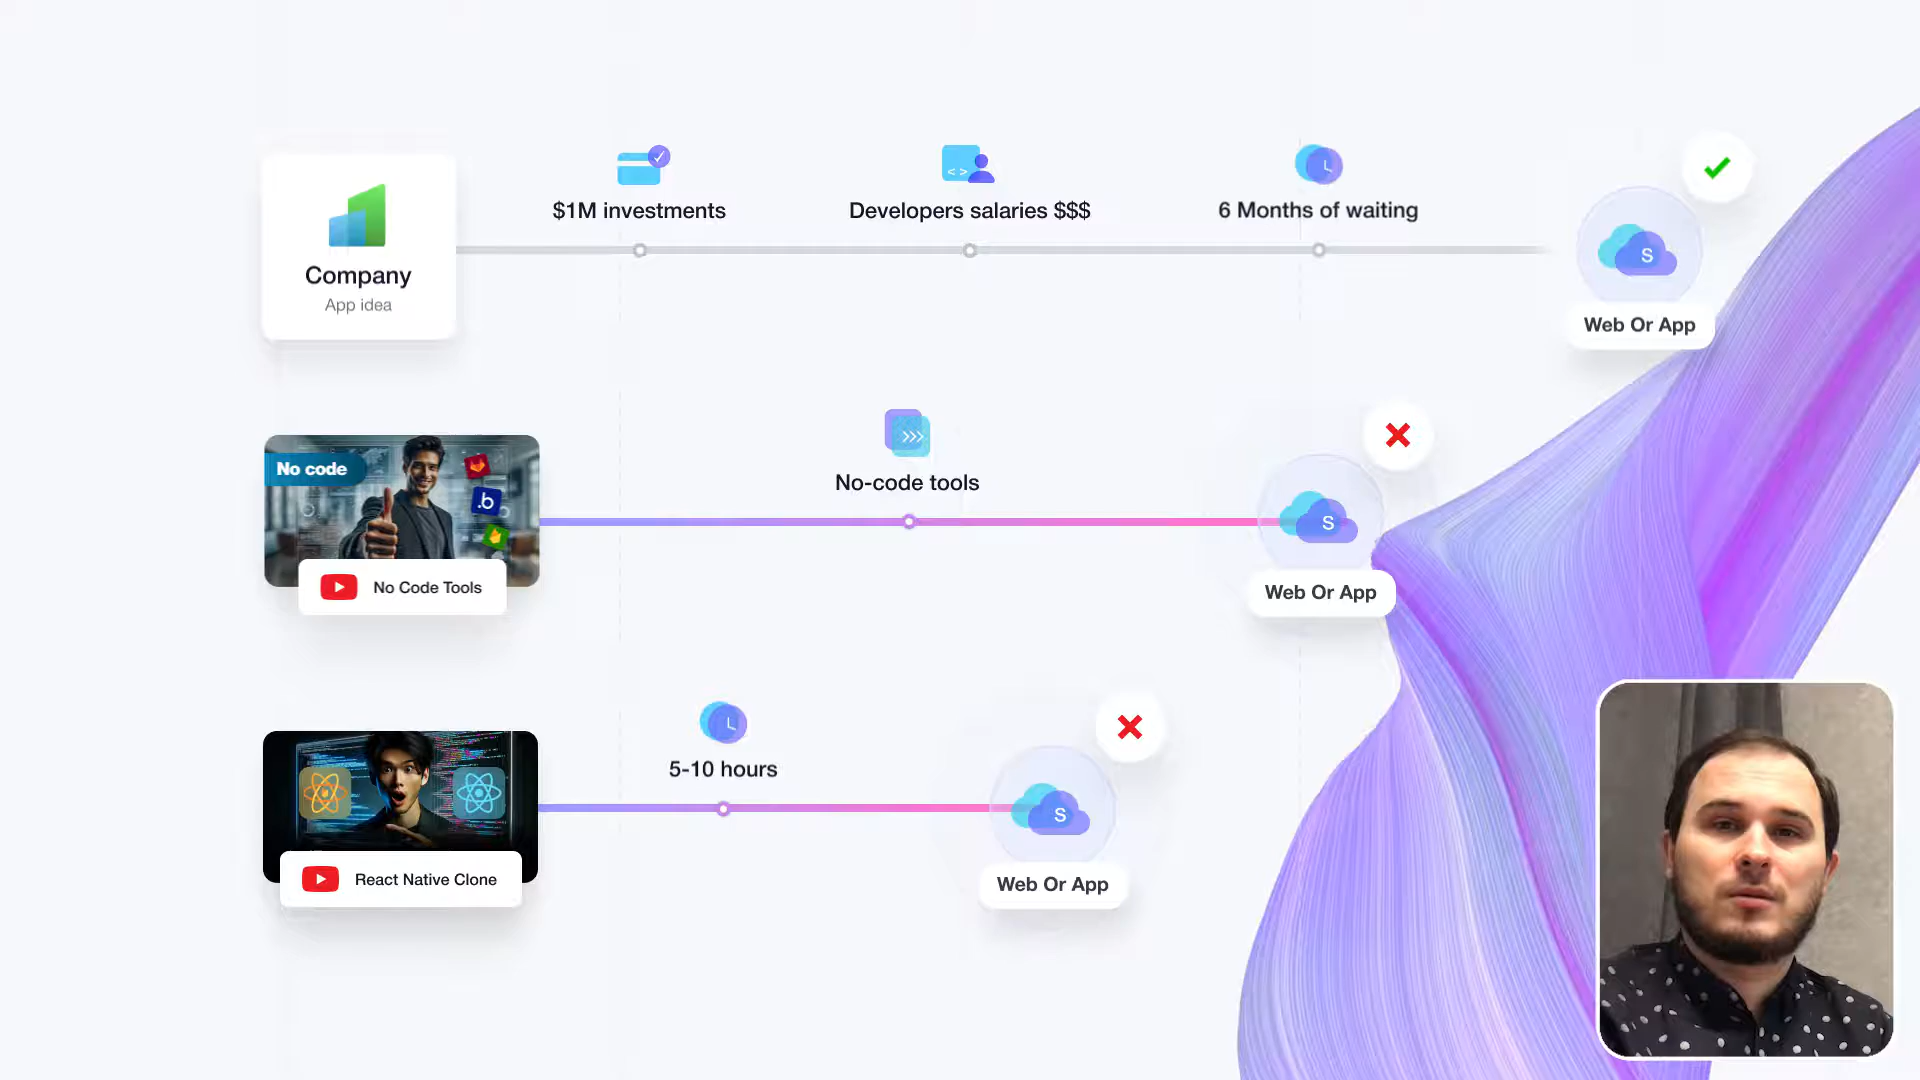 $1M investments
Developers salaries $$$
6 Months of waiting
Company
App idea
< >
S
Web Or App
No code
.b
No-code tools
>>>
S
No Code Tools
Web Or App
5-10 hours
S
React Native Clone
Web Or App